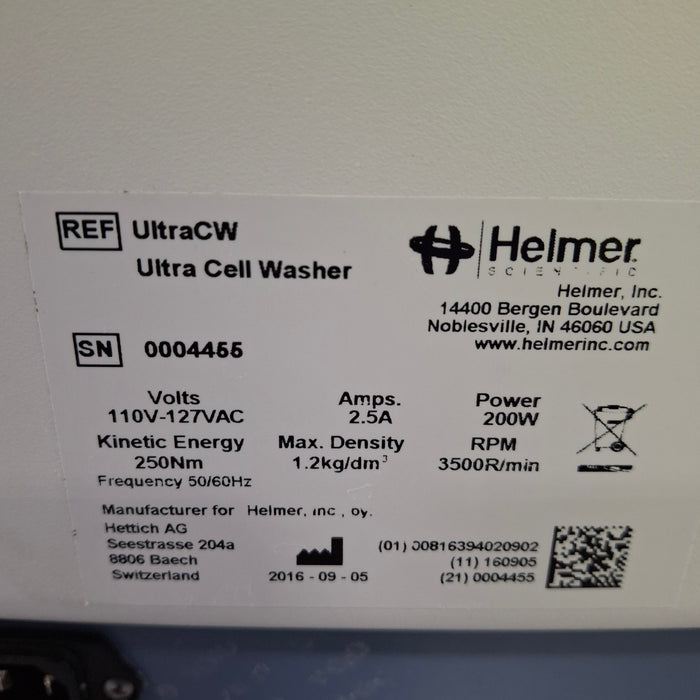 REF UltraCW
Ultra Cell Washer
Helmer
SCIENTIFIC
Helmer, Inc.
14400 Bergen Boulevard
Noblesville, IN 46060 USA
www.helmerinc.com
SN 0004455
Volts Amps. Power
110V-127VAC 2.5A 200W
Kinetic Energy Max. Density RPM
250Nm 1.2kg/dm³ 3500R/min
Frequency 50/60Hz
Manufacturer for Helmer, inc , by.
Hettich AG
Seestrasse 204a
8806 Baech
Switzerland
2016 - 09 - 05
(01) 00816394020902
(11) 160905
(21) 0004455